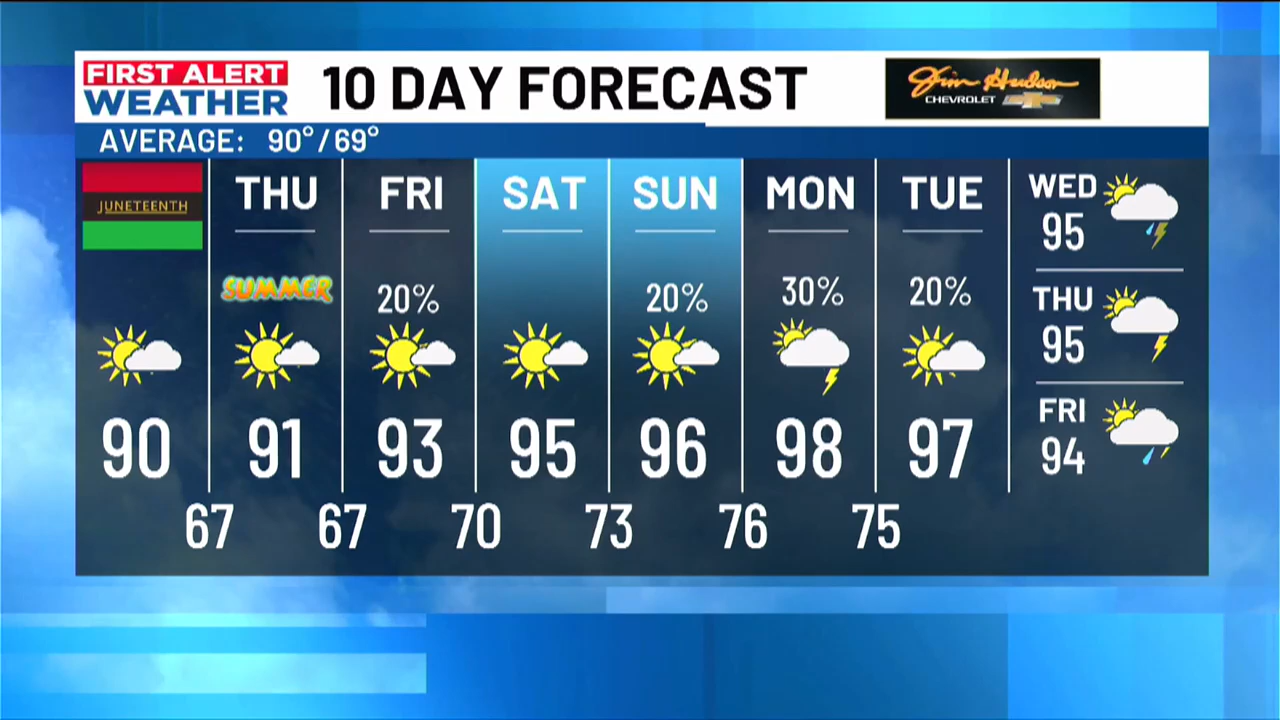 FIRST ALERT
WEATHER
10 DAY FORECAST
Jim Hudson
CHEVROLET
AVERAGE: 90°/69°
JUNETEENTH
90
THU
SUMMER
91
FRI
20%
93
SAT
95
SUN
20%
96
MON
30%
98
TUE
20%
97
WED
95
THU
95
FRI
94
67 67 70 73 76 75